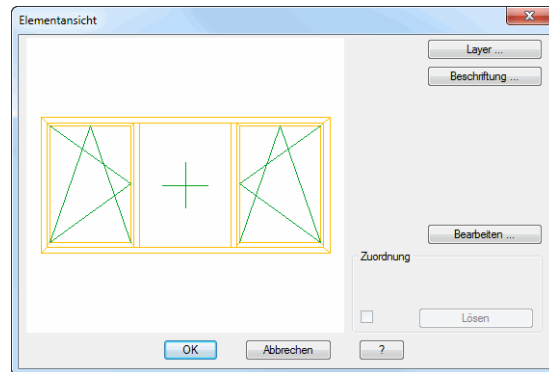 Elementansicht
Layer ...
Beschriftung ...
Bearbeiten ...
Zuordnung
Lösen
OK
Abbrechen
?